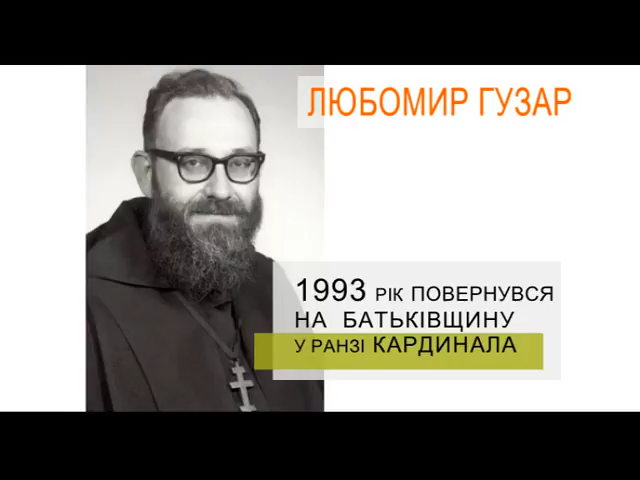 ЛЮБОМИР ГУЗАР
1993 РІК ПОВЕРНУВСЯ
НА БАТЬКІВЩИНУ
У РАНЗІ КАРДИНАЛА